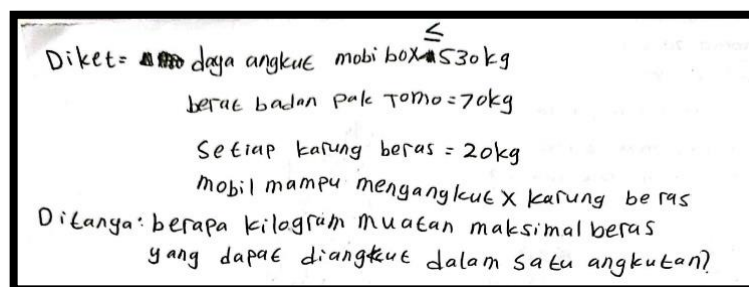 Diket= daya angkut mobi box ≤ 530kg
berat badan pak Tomo = 70kg
Setiap karung beras = 20kg
mobil mampu mengangkut x karung beras
Ditanya: berapa kilogram muatan maksimal beras
yang dapat diangkut dalam satu angkutan?